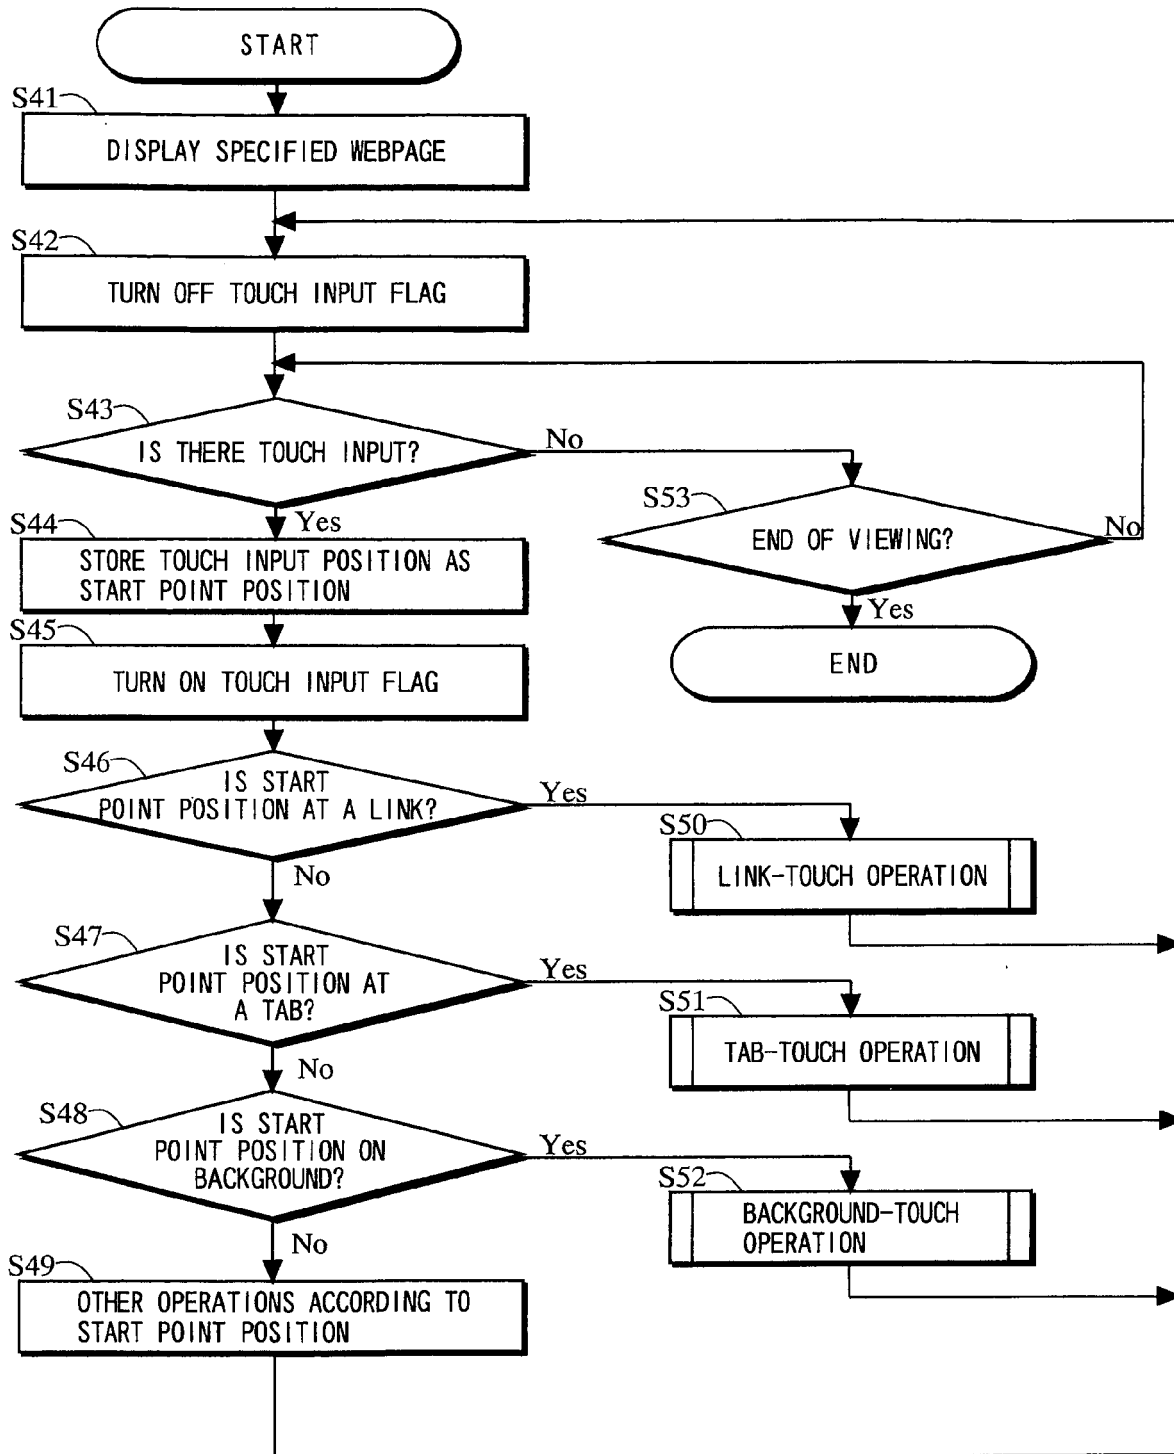 START
S41
DISPLAY SPECIFIED WEBPAGE
S42
TURN OFF TOUCH INPUT FLAG
S43
IS THERE TOUCH INPUT?
No
Yes
S53
END OF VIEWING?
No
Yes
END
S44
STORE TOUCH INPUT POSITION AS
START POINT POSITION
S45
TURN ON TOUCH INPUT FLAG
S46
IS START
POINT POSITION AT A LINK?
Yes
No
S50
LINK-TOUCH OPERATION
S47
IS START
POINT POSITION AT
A TAB?
Yes
No
S51
TAB-TOUCH OPERATION
S48
IS START
POINT POSITION ON
BACKGROUND?
Yes
No
S52
BACKGROUND-TOUCH
OPERATION
S49
OTHER OPERATIONS ACCORDING TO
START POINT POSITION